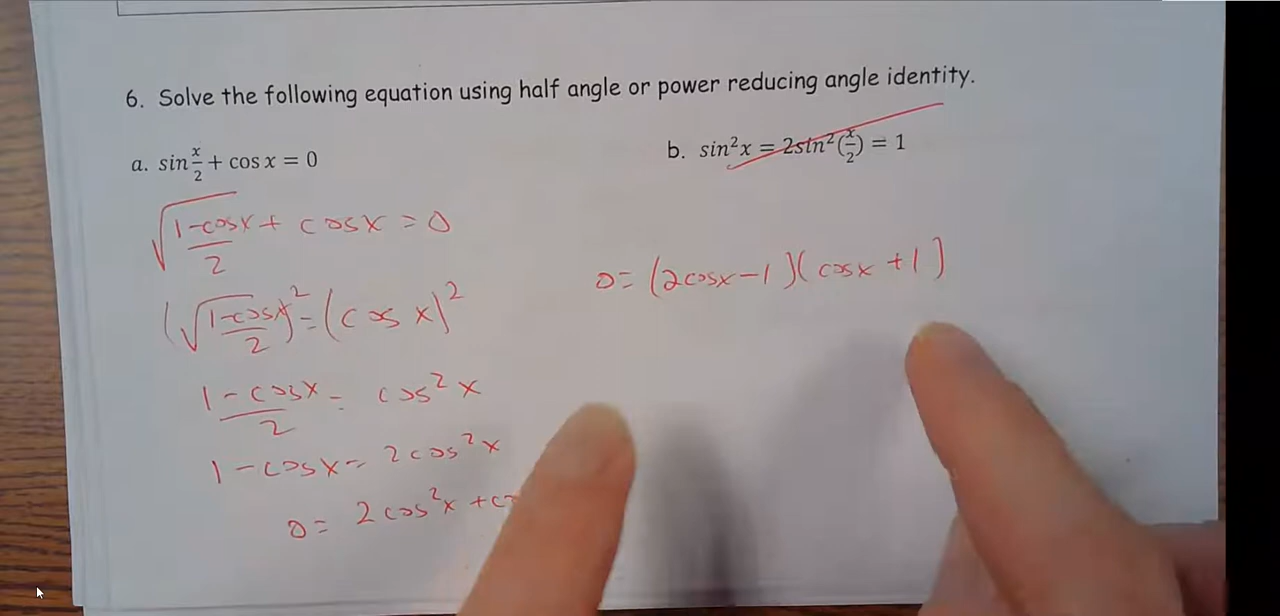 6. Solve the following equation using half angle or power reducing angle identity.
a. sin x/2 + cos x = 0
b. sin²x = 2sin²(x/2) = 1
√(1-cosx/2) + cosx = 0
(√(1-cosx/2))² = (cos x)²
1-cosx/2 = cos²x
1-cosx = 2cos²x
0 = 2cos²x +
0 = (2cosx-1)(cosx+1)